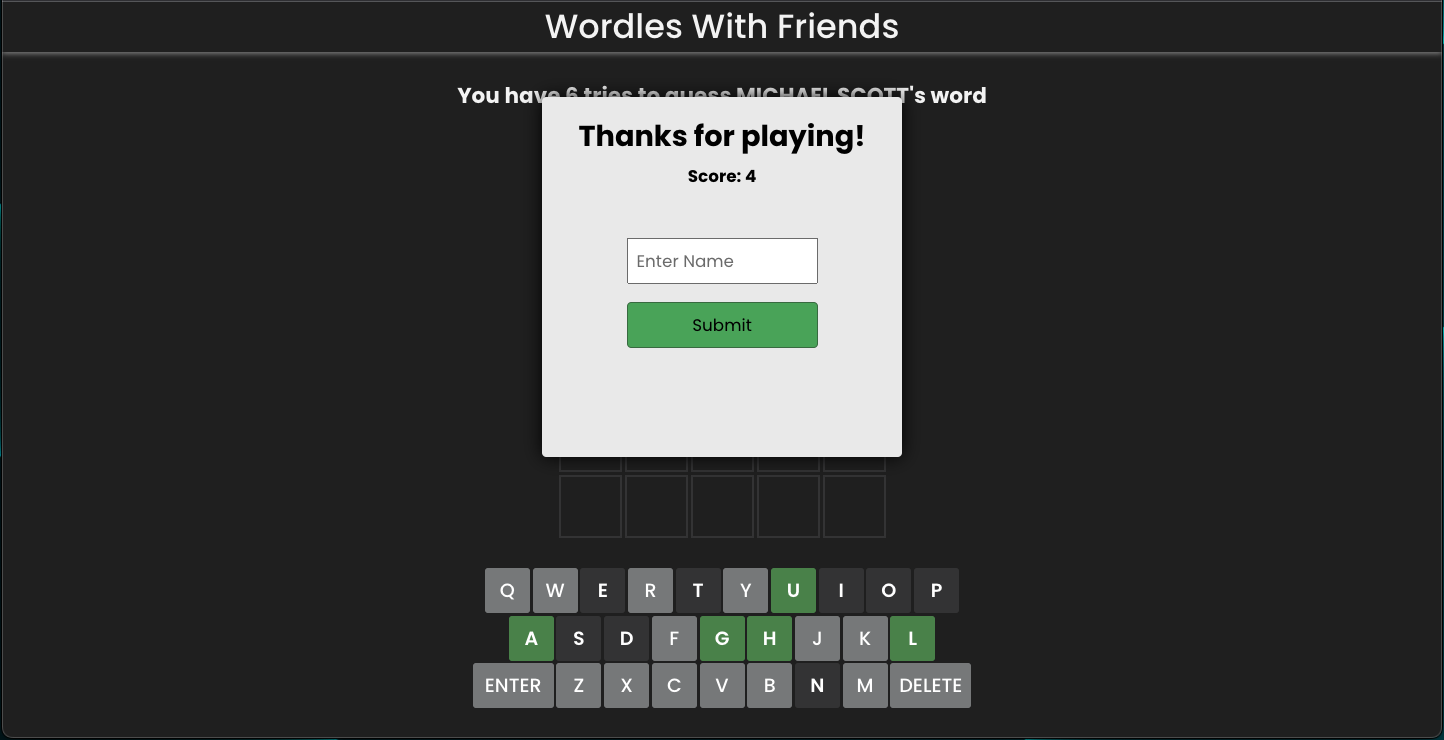 Wordles With Friends
You have 6 tries to guess MICHAEL SCOTT's word
Thanks for playing!
Score: 4
Enter Name
Submit
Q W E R T Y U I O P
A S D F G H J K L
ENTER Z X C V B N M DELETE